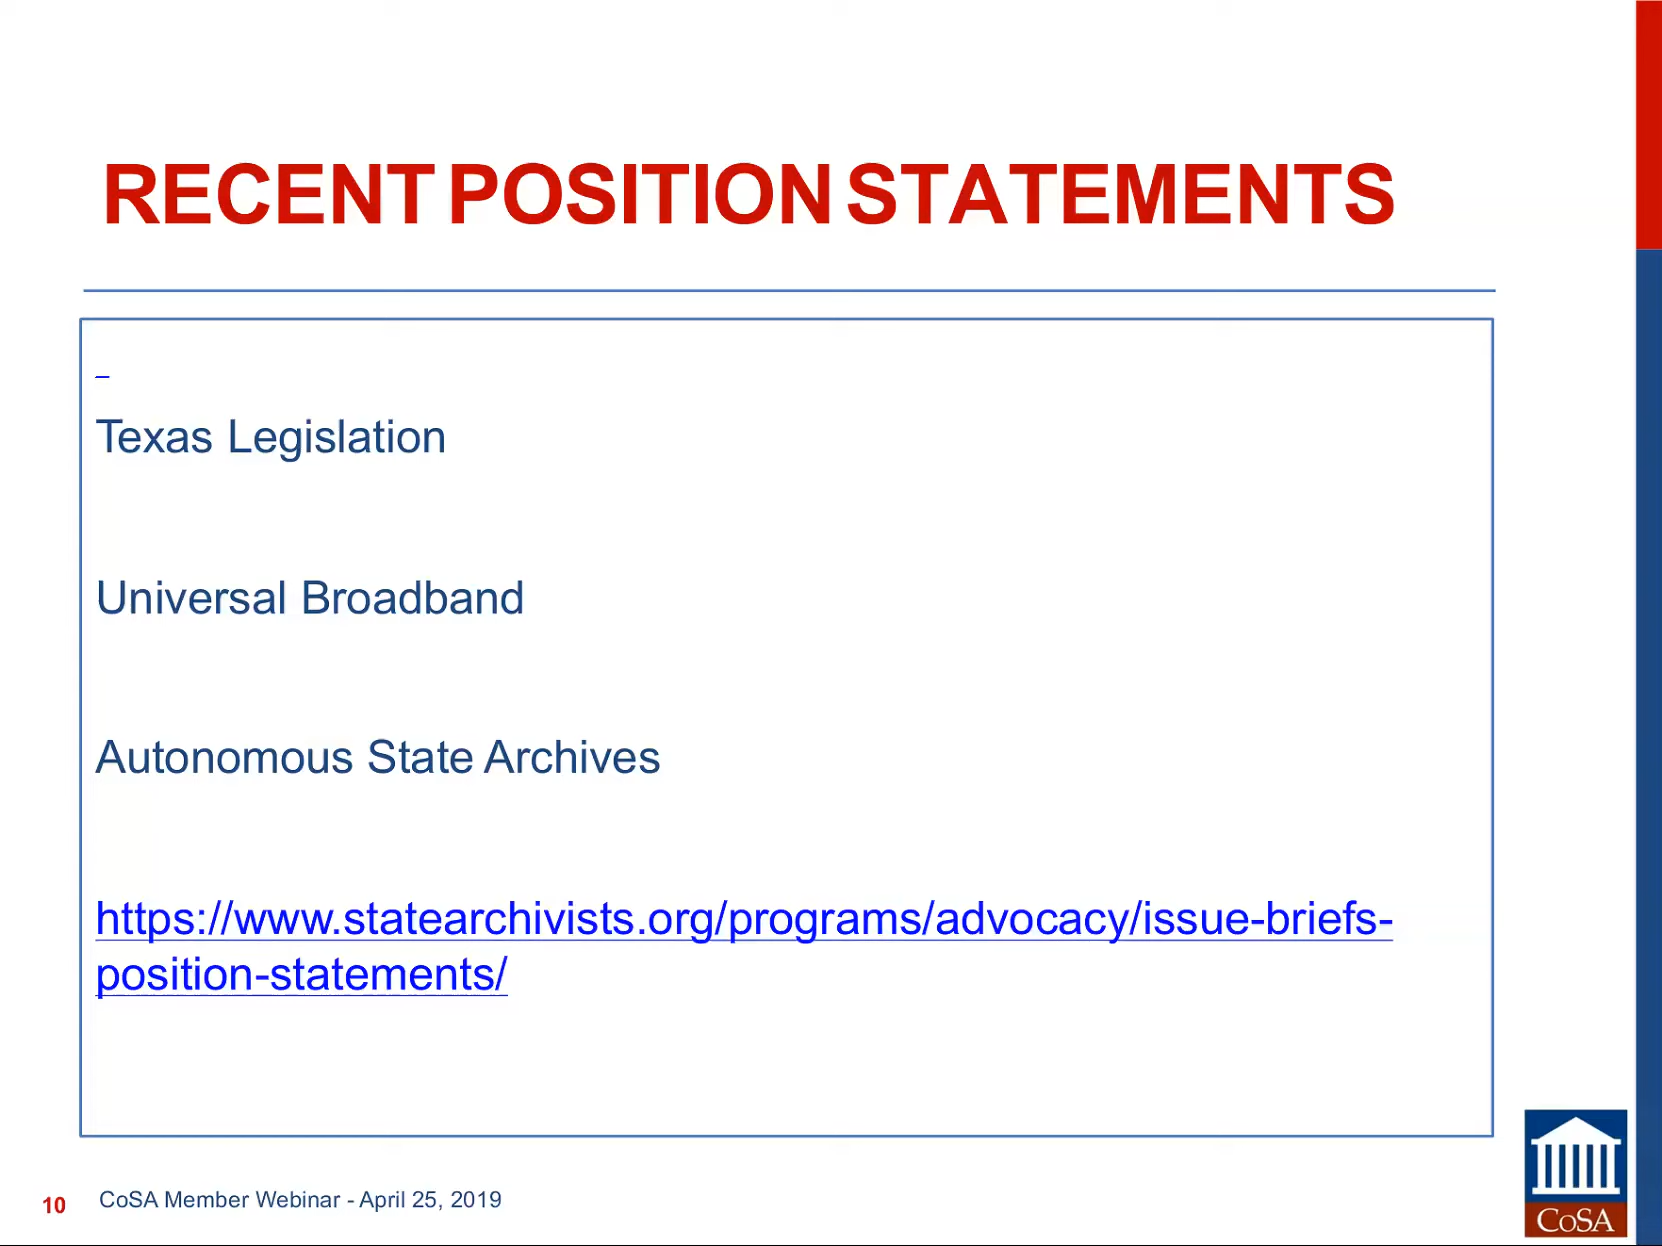 RECENT POSITION STATEMENTS
Texas Legislation
Universal Broadband
Autonomous State Archives
https://www.statearchivists.org/programs/advocacy/issue-briefs-
position-statements/
10 CoSA Member Webinar - April 25, 2019
CoSA